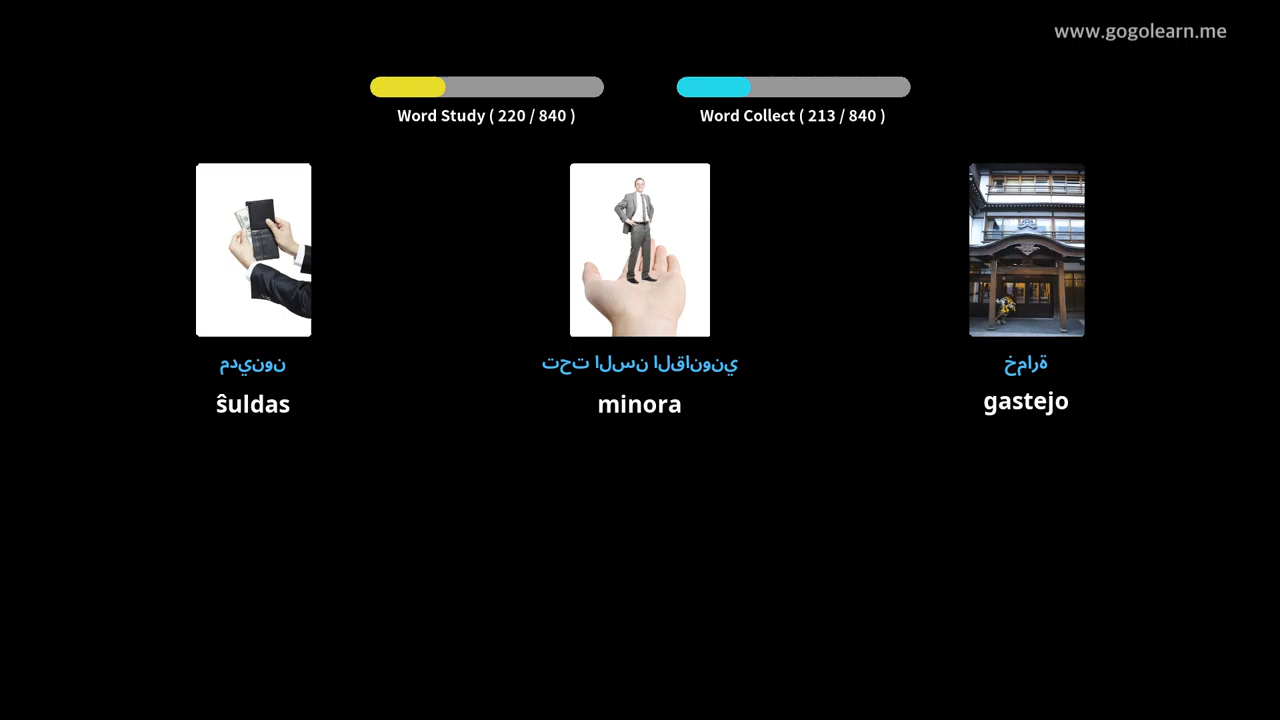 www.gogolearn.me
Word Study ( 220 / 840 )
Word Collect ( 213 / 840 )
مدينون
تحت السن القانوني
خمارة
ŝuldas
minora
gastejo